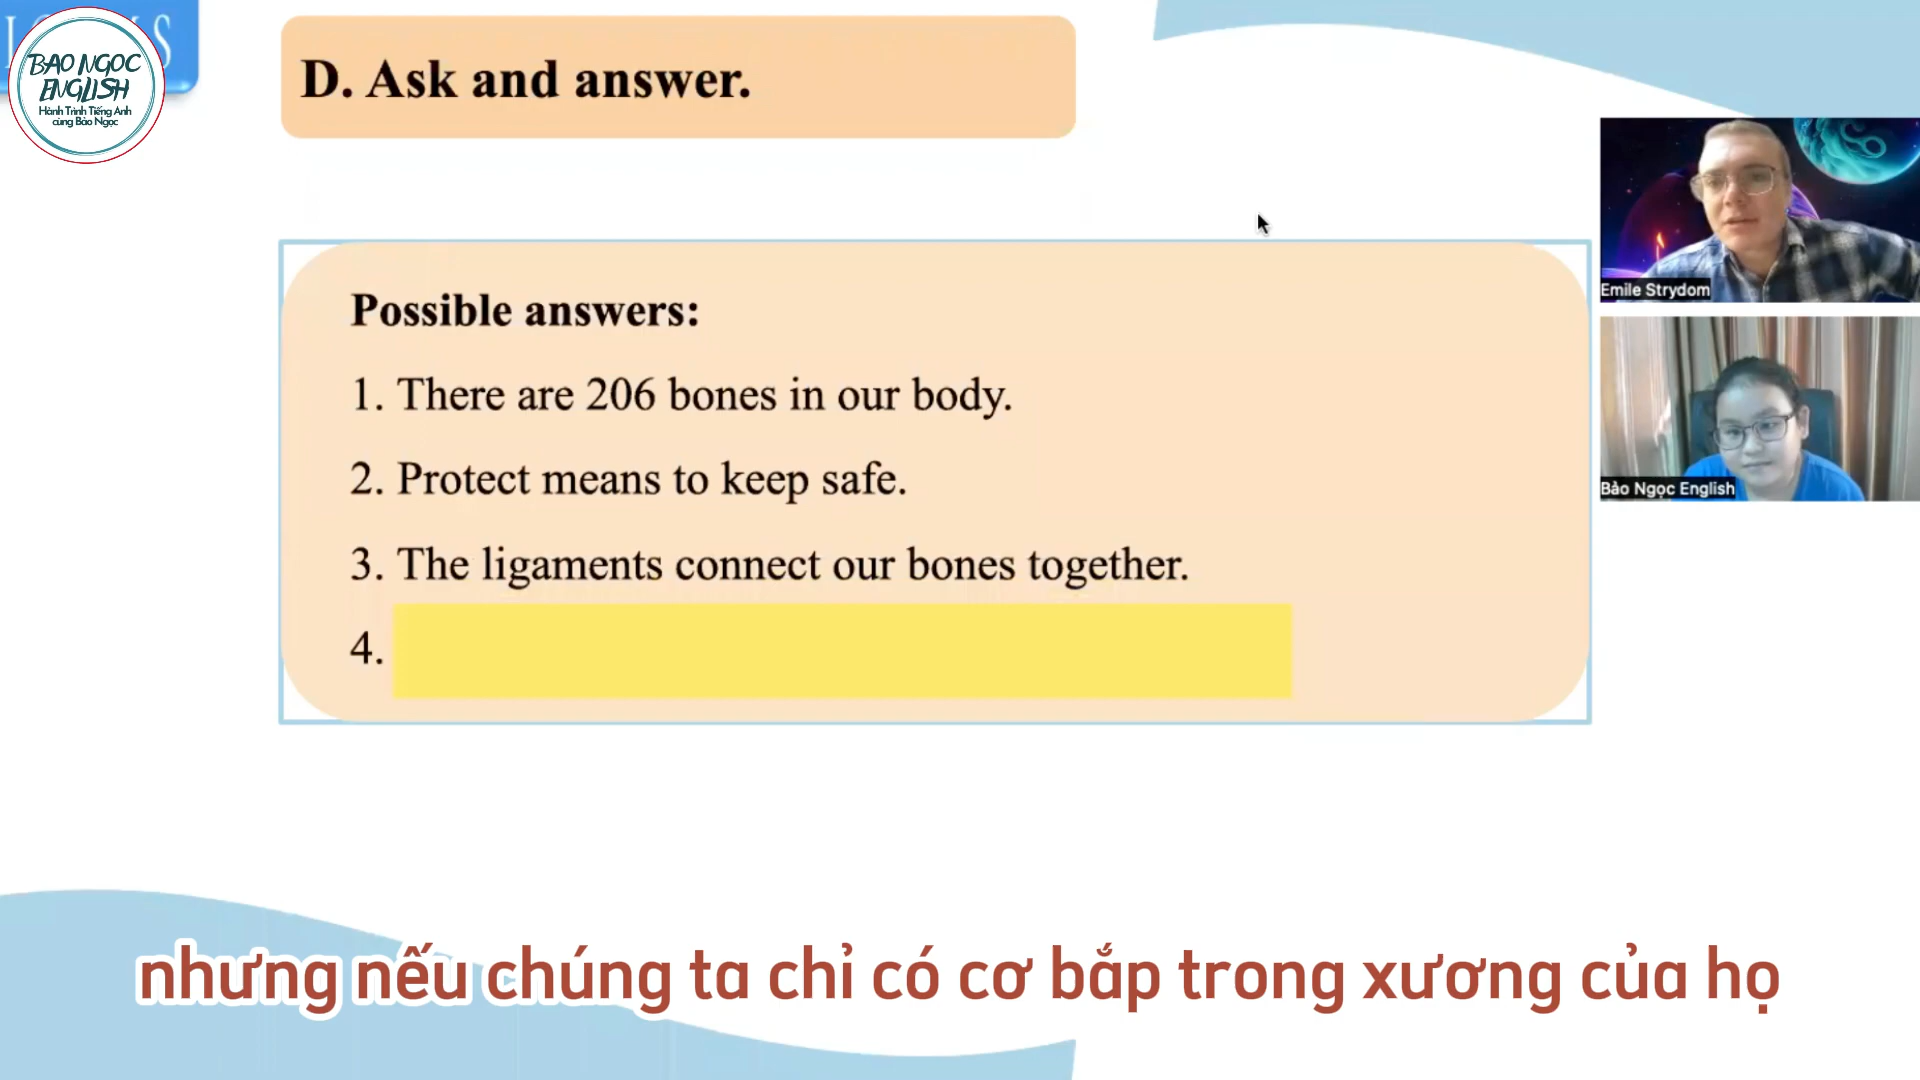 BAO NGOC
ENGLISH
Hành Trình Tiếng Anh
cùng Bảo Ngọc
D. Ask and answer.
Possible answers:
1. There are 206 bones in our body.
2. Protect means to keep safe.
3. The ligaments connect our bones together.
4.
Emile Strydom
Bảo Ngọc English
nhưng nếu chúng ta chỉ có cơ bắp trong xương của họ